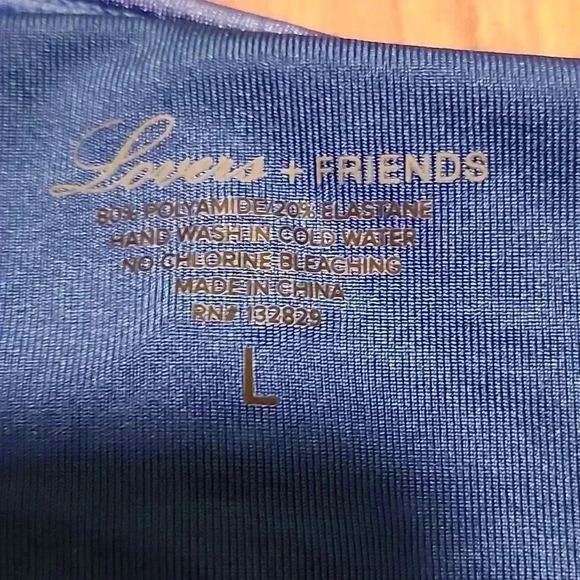 Lovers + FRIENDS
80% POLYAMIDE/20% ELASTANE
HAND WASH IN COLD WATER
NO CHLORINE BLEACHING
MADE IN CHINA
RN# 132829
L